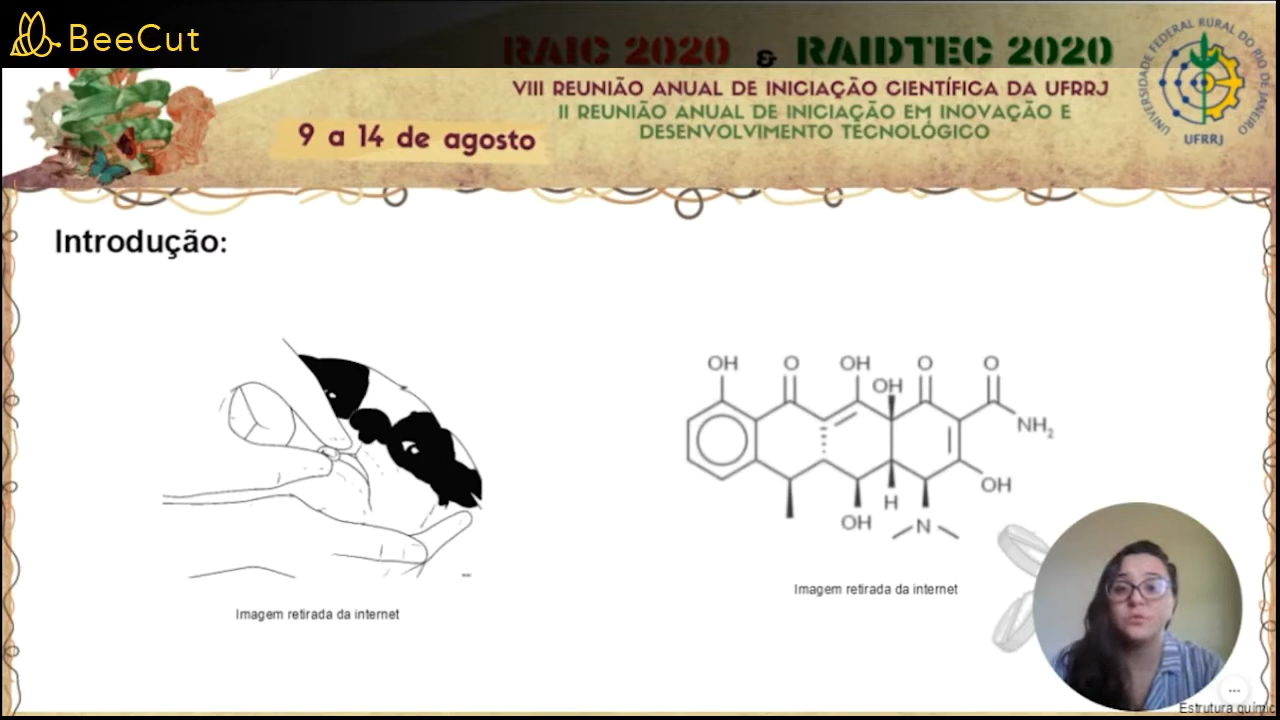 BeeCut
RAIC 2020 & RAIDTEC 2020
VIII REUNIÃO ANUAL DE INICIAÇÃO CIENTÍFICA DA UFRRJ
II REUNIÃO ANUAL DE INICIAÇÃO EM INOVAÇÃO E
DESENVOLVIMENTO TECNOLÓGICO
9 a 14 de agosto
UNIVERSIDADE FEDERAL RURAL DO RIO DE JANEIRO
UFRRJ
Introdução:
OH O OH O O
OH
NH2
OH
H
OH N
Imagem retirada da internet
Imagem retirada da internet
Estrutura químic